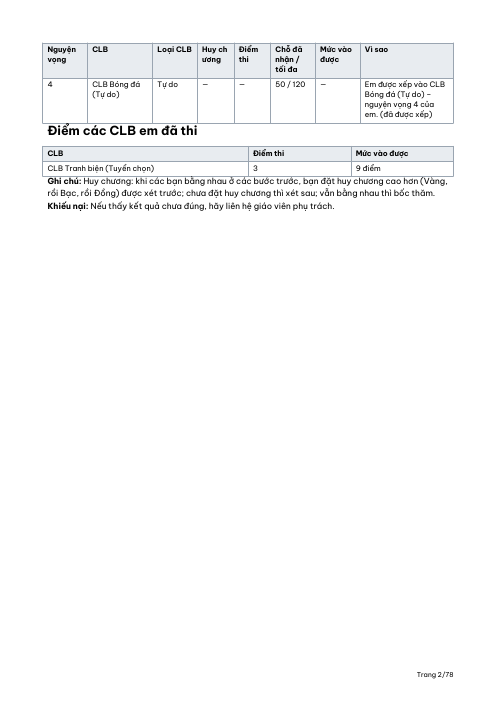 Nguyện vọng | CLB | Loại CLB | Huy ch ương | Điểm thi | Chỗ đã nhận / tối đa | Mức vào được | Vì sao
4 | CLB Bóng đá (Tự do) | Tự do | — | — | 50 / 120 | — | Em được xếp vào CLB Bóng đá (Tự do) – nguyện vọng 4 của em. (đã được xếp)
Điểm các CLB em đã thi
CLB | Điểm thi | Mức vào được
CLB Tranh biện (Tuyển chọn) | 3 | 9 điểm
Ghi chú: Huy chương: khi các bạn bằng nhau ở các bước trước, bạn đạt huy chương cao hơn (Vàng,
rồi Bạc, rồi Đồng) được xét trước; chưa đạt huy chương thì xét sau; vẫn bằng nhau thì bốc thăm.
Khiếu nại: Nếu thấy kết quả chưa đúng, hãy liên hệ giáo viên phụ trách.
Trang 2/78